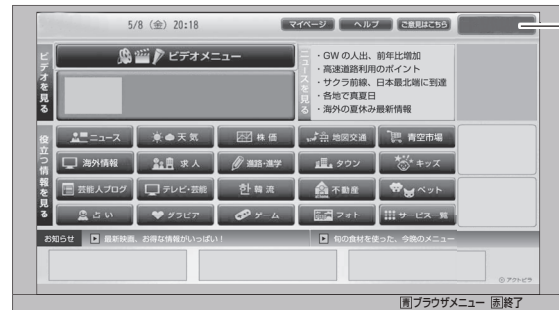 5/8（金）20:18
マイページ
ヘルプ
ご意見はこちら
ビデオを見る
ビデオメニュー
ニュースを見る
・GWの人出、前年比増加
・高速道路利用のポイント
・サクラ前線、日本最北端に到達
・各地で真夏日
・海外の夏休み最新情報
役立つ情報を見る
ニュース
天気
株価
地図交通
青空市場
海外情報
求人
進路・進学
タウン
キッズ
芸能人ブログ
テレビ・芸能
한 韓流
不動産
ペット
占い
グラビア
ゲーム
フォト
サービス一覧
お知らせ
最新映画、お得な情報がいっぱい！
旬の食材を使った、今晩のメニュー
© アクトビラ
青 ブラウザメニュー 赤 終了